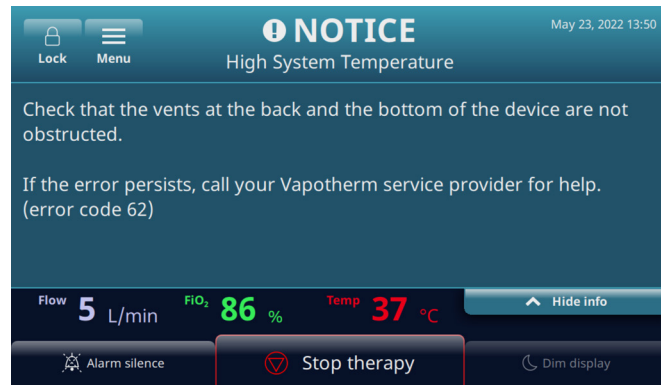 NOTICE
May 23, 2022 13:50
Lock Menu
High System Temperature
Check that the vents at the back and the bottom of the device are not
obstructed.
If the error persists, call your Vapotherm service provider for help.
(error code 62)
Flow 5 L/min FiO₂ 86 % Temp 37 °C Hide info
Alarm silence Stop therapy Dim display